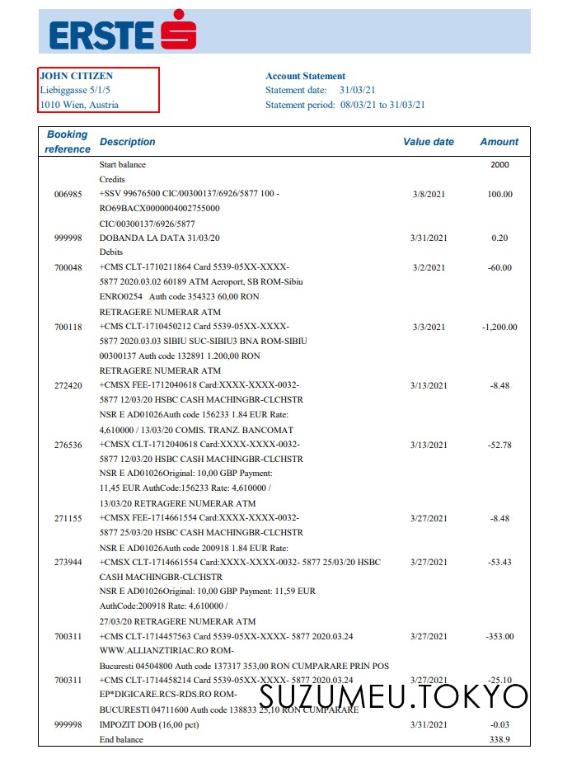 ERSTE
JOHN CITIZEN
Liebiggasse 5/1/5
1010 Wien, Austria
Account Statement
Statement date: 31/03/21
Statement period: 08/03/21 to 31/03/21
Booking reference Description Value date Amount
Start balance 2000
Credits
006985 +SSV 99676500 CIC/00300137/6926/5877 100 - 3/8/2021 100.00
RO69BACX0000004002755000
CIC/00300137/6926/5877
999998 DOBANDA LA DATA 31/03/20 3/31/2021 0.20
Debits
700048 +CMS CLT-1710211864 Card 5539-05XX-XXXX- 3/2/2021 -60.00
5877 2020.03.02 60189 ATM Aeroport, SB ROM-Sibiu
ENRO0254 Auth code 354323 60,00 RON
RETRAGERE NUMERAR ATM
700118 +CMS CLT-1710450212 Card 5539-05XX-XXXX- 3/3/2021 -1,200.00
5877 2020.03.03 SIBIU SUC-SIBIU3 BNA ROM-SIBIU
00300137 Auth code 132891 1.200,00 RON
RETRAGERE NUMERAR ATM
272420 +CMSX FEE-1712040618 Card:XXXX-XXXX-0032- 3/13/2021 -8.48
5877 12/03/20 HSBC CASH MACHINGBR-CLCHSTR
NSR E AD01026Auth code 156233 1.84 EUR Rate:
4,610000 / 13/03/20 COMIS. TRANZ. BANCOMAT
276536 +CMSX CLT-1712040618 Card:XXXX-XXXX-0032- 3/13/2021 -52.78
5877 12/03/20 HSBC CASH MACHINGBR-CLCHSTR
NSR E AD01026Original: 10,00 GBP Payment:
11,45 EUR AuthCode:156233 Rate: 4,610000 /
13/03/20 RETRAGERE NUMERAR ATM
271155 +CMSX FEE-1714661554 Card:XXXX-XXXX-0032- 3/27/2021 -8.48
5877 25/03/20 HSBC CASH MACHINGBR-CLCHSTR
NSR E AD01026Auth code 200918 1.84 EUR Rate:
273944 +CMSX CLT-1714661554 Card:XXXX-XXXX-0032- 5877 25/03/20 HSBC 3/27/2021 -53.43
CASH MACHINGBR-CLCHSTR
NSR E AD01026Original: 10,00 GBP Payment: 11,59 EUR
AuthCode:200918 Rate: 4,610000 /
27/03/20 RETRAGERE NUMERAR ATM
700311 +CMS CLT-1714457563 Card 5539-05XX-XXXX- 5877 2020.03.24 3/27/2021 -353.00
WWW.ALLIANZTIRIAC.RO ROM-
Bucuresti 04504800 Auth code 137317 353,00 RON CUMPARARE PRIN POS
700311 +CMS CLT-1714458214 Card 5539-05XX-XXXX- 5877 2020.03.24 3/27/2021 -25.10
EP*DIGICARE.RCS-RDS.RO ROM-
SUZUMEU.TOKYO
BUCURESTI 04711600 Auth code 138833 25,10 RON CUMPARARE
999998 IMPOZIT DOB (16,00 pct) 3/31/2021 -0.03
End balance 338.9